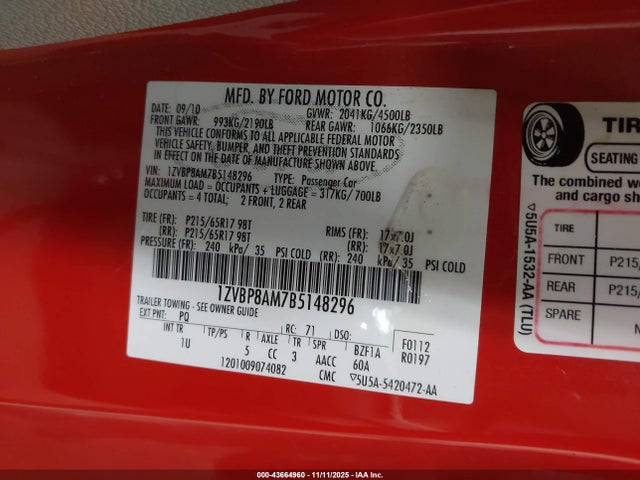 MFD. BY FORD MOTOR CO.
DATE: 09/10 GVWR: 2041KG/4500LB
FRONT GAWR: 993KG/2190LB REAR GAWR: 1066KG/2350LB
THIS VEHICLE CONFORMS TO ALL APPLICABLE FEDERAL MOTOR
VEHICLE SAFETY, BUMPER, AND THEFT PREVENTION STANDARDS
IN EFFECT ON THE DATE OF MANUFACTURE SHOWN ABOVE.
VIN: 1ZVBP8AM7B5148296 TYPE: Passenger Car
MAXIMUM LOAD = OCCUPANTS + LUGGAGE = 317KG/700LB
OCCUPANTS = 4 TOTAL; 2 FRONT, 2 REAR
TIRE (FR): P215/65R17 98T RIMS (FR): 17x7.0J
(RR): P215/65R17 98T (RR): 17x7.0J
PRESSURE (FR): 240 kPa/35 PSI COLD (RR): 240 kPa/35 PSI COLD
1ZVBP8AM7B5148296
TRAILER TOWING - SEE OWNER GUIDE
EXT PNT: PQ RC: 71 DSO: F0112
R0197
INT TR TP/PS R AXLE TR SPR BZF1A
1U 5 CC 3 AACC 60A
1201009074082 CMC ▽5U5A-5420472-AA
TIR
SEATING
The combined w
and cargo sh
TIRE
FRONT P215/
REAR P215/
SPARE N
▽5U5A-1532-AA (TLU)
000-43664960 - 11/11/2025 - IAAI, Inc.